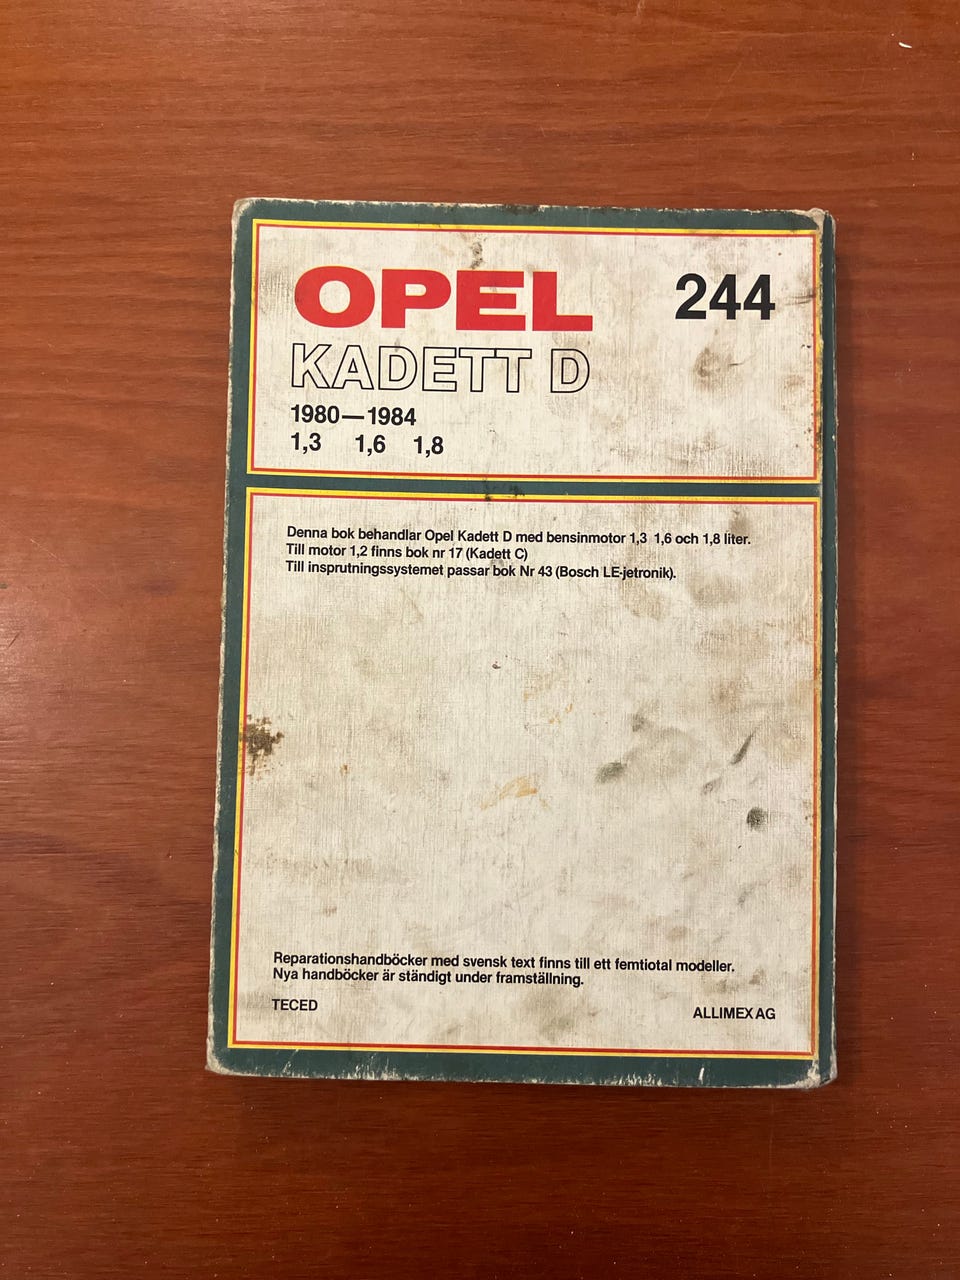 OPEL 244
KADETT D
1980—1984
1,3 1,6 1,8
Denna bok behandlar Opel Kadett D med bensinmotor 1,3 1,6 och 1,8 liter.
Till motor 1,2 finns bok nr 17 (Kadett C)
Till insprutningssystemet passar bok Nr 43 (Bosch LE-jetronik).
Reparationshandböcker med svensk text finns till ett femtiotal modeller.
Nya handböcker är ständigt under framställning.
TECED ALLIMEX AG